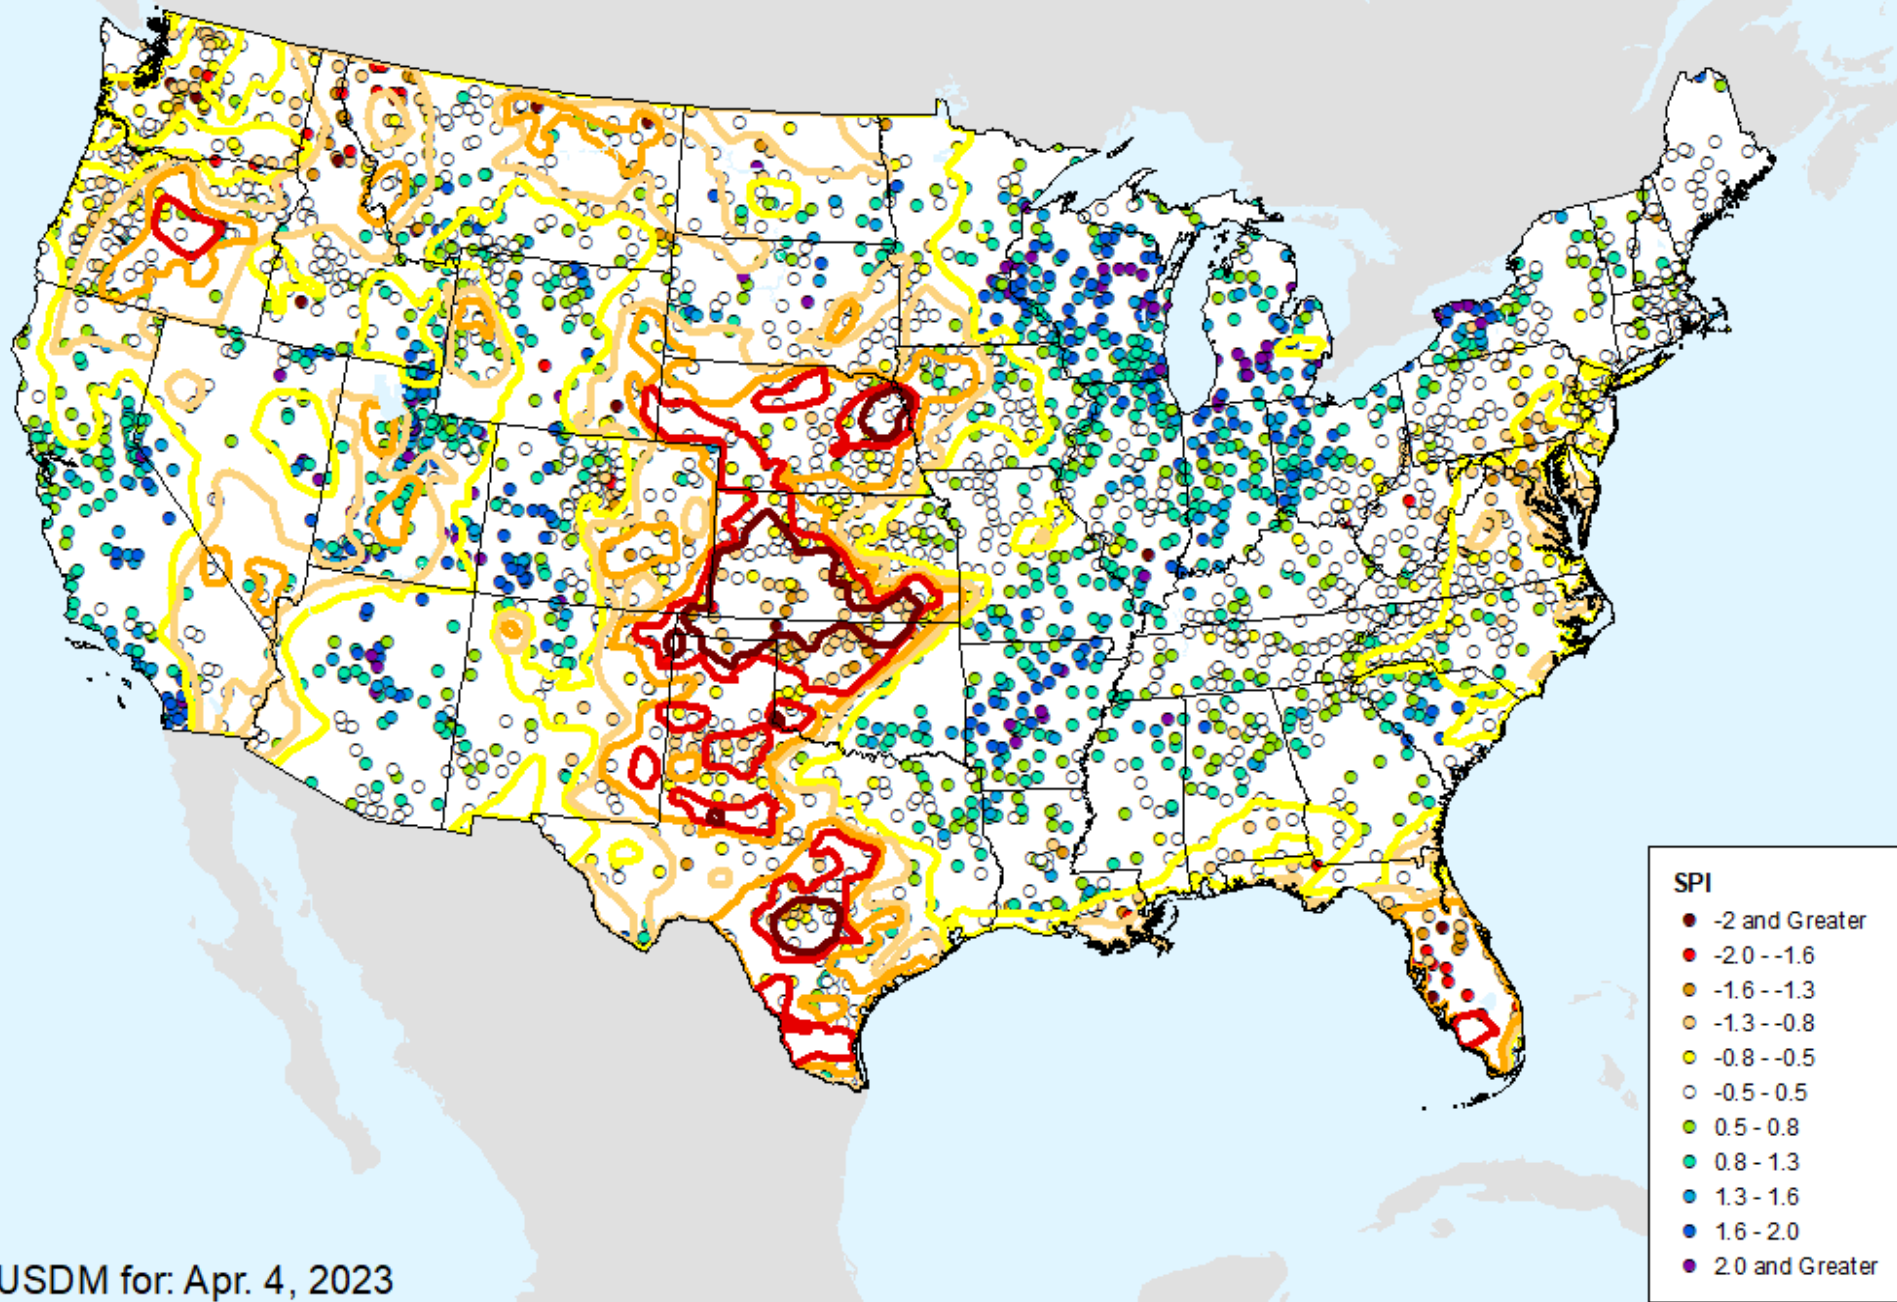 SPI
-2 and Greater
-2.0 - -1.6
-1.6 - -1.3
-1.3 - -0.8
-0.8 - -0.5
-0.5 - 0.5
0.5 - 0.8
0.8 - 1.3
1.3 - 1.6
1.6 - 2.0
2.0 and Greater
USDM for: Apr. 4, 2023